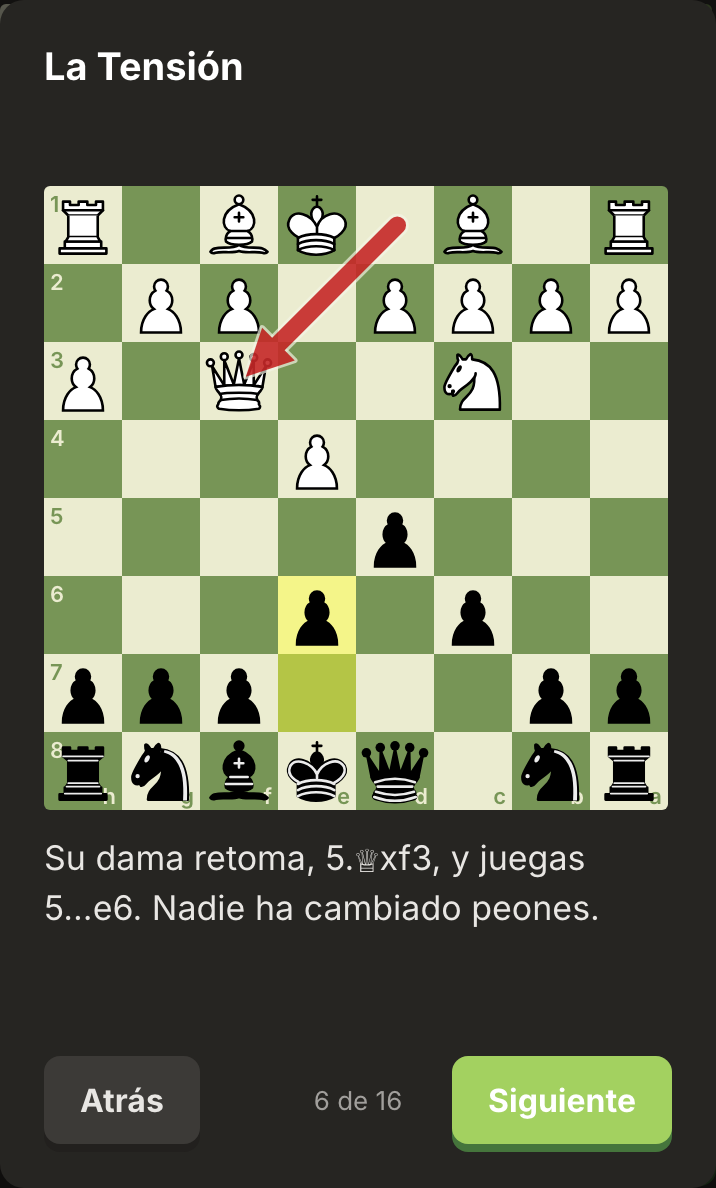 La Tensión
1
2
3
4
5
6
7
8
h
g
f
e
d
c
b
a
Su dama retoma, 5.♕xf3, y juegas
5...e6. Nadie ha cambiado peones.
Atrás
6 de 16
Siguiente